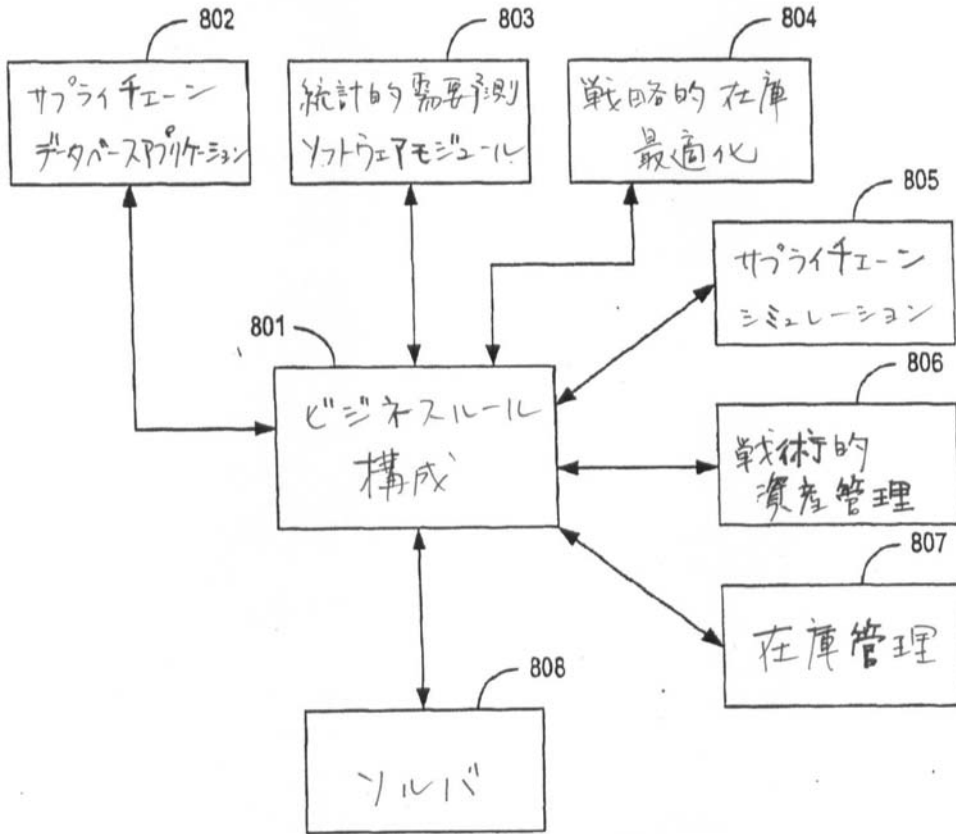 802
サプライチェーン
データベースアプリケーション
803
統計的需要予測
ソフトウェアモジュール
804
戦略的在庫
最適化
805
サプライチェーン
シミュレーション
801
ビジネスルール
構成
806
戦術的
資産管理
807
在庫管理
808
ソルバ